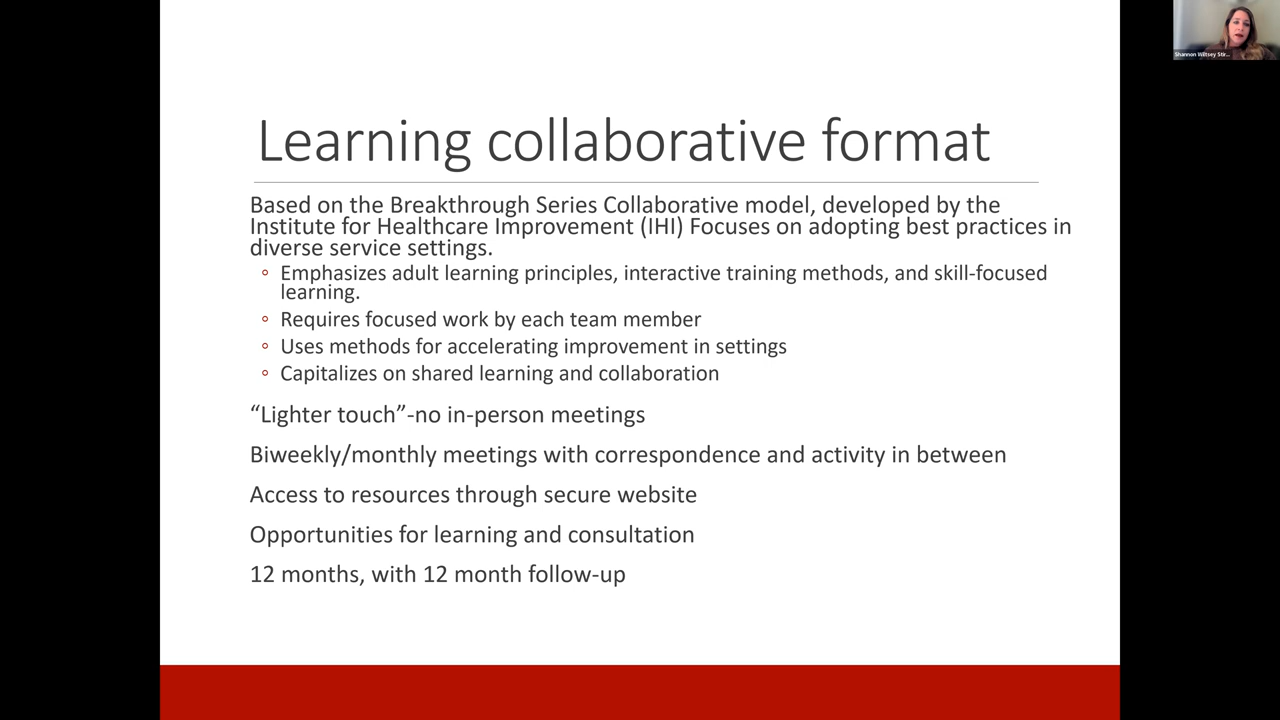 Shannon Wiltsey Stir...
Learning collaborative format
Based on the Breakthrough Series Collaborative model, developed by the
Institute for Healthcare Improvement (IHI) Focuses on adopting best practices in
diverse service settings.
◦ Emphasizes adult learning principles, interactive training methods, and skill-focused
learning.
◦ Requires focused work by each team member
◦ Uses methods for accelerating improvement in settings
◦ Capitalizes on shared learning and collaboration
“Lighter touch”-no in-person meetings
Biweekly/monthly meetings with correspondence and activity in between
Access to resources through secure website
Opportunities for learning and consultation
12 months, with 12 month follow-up